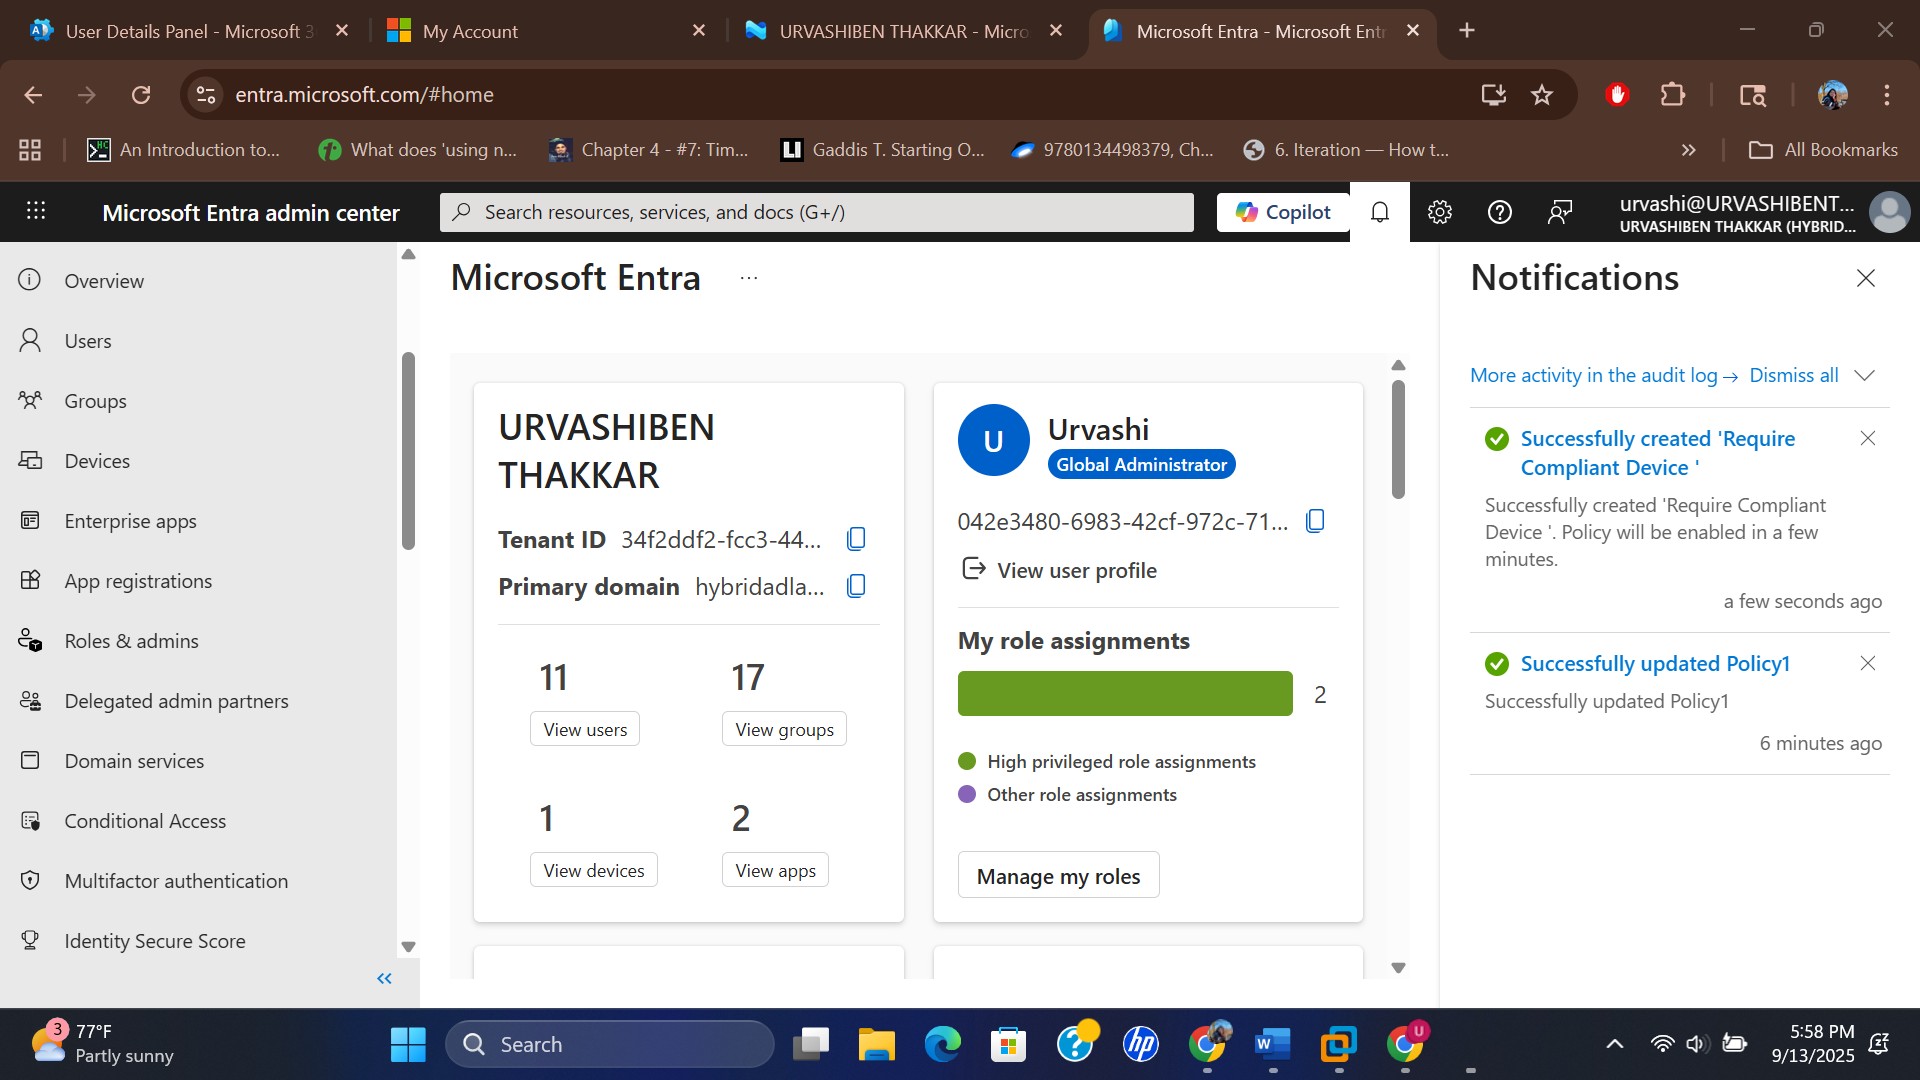 User Details Panel - Microsoft 3
My Account
URVASHIBEN THAKKAR - Micro
Microsoft Entra - Microsoft Entr
entra.microsoft.com/#home
An Introduction to...
What does 'using n...
Chapter 4 - #7: Tim...
Gaddis T. Starting O...
9780134498379, Ch...
6. Iteration — How t...
All Bookmarks
Microsoft Entra admin center
Search resources, services, and docs (G+/)
Copilot
urvashi@URVASHIBENT...
URVASHIBEN THAKKAR (HYBRID...
Overview
Users
Groups
Devices
Enterprise apps
App registrations
Roles & admins
Delegated admin partners
Domain services
Conditional Access
Multifactor authentication
Identity Secure Score
Microsoft Entra
URVASHIBEN
THAKKAR
Tenant ID 34f2ddf2-fcc3-44...
Primary domain hybridadla...
11
17
View users
View groups
1
2
View devices
View apps
U
Urvashi
Global Administrator
042e3480-6983-42cf-972c-71...
View user profile
My role assignments
2
High privileged role assignments
Other role assignments
Manage my roles
Notifications
More activity in the audit log
Dismiss all
Successfully created 'Require
Compliant Device '
Successfully created 'Require Compliant
Device '. Policy will be enabled in a few
minutes.
a few seconds ago
Successfully updated Policy1
Successfully updated Policy1
6 minutes ago
3
77°F
Partly sunny
Search
5:58 PM
9/13/2025